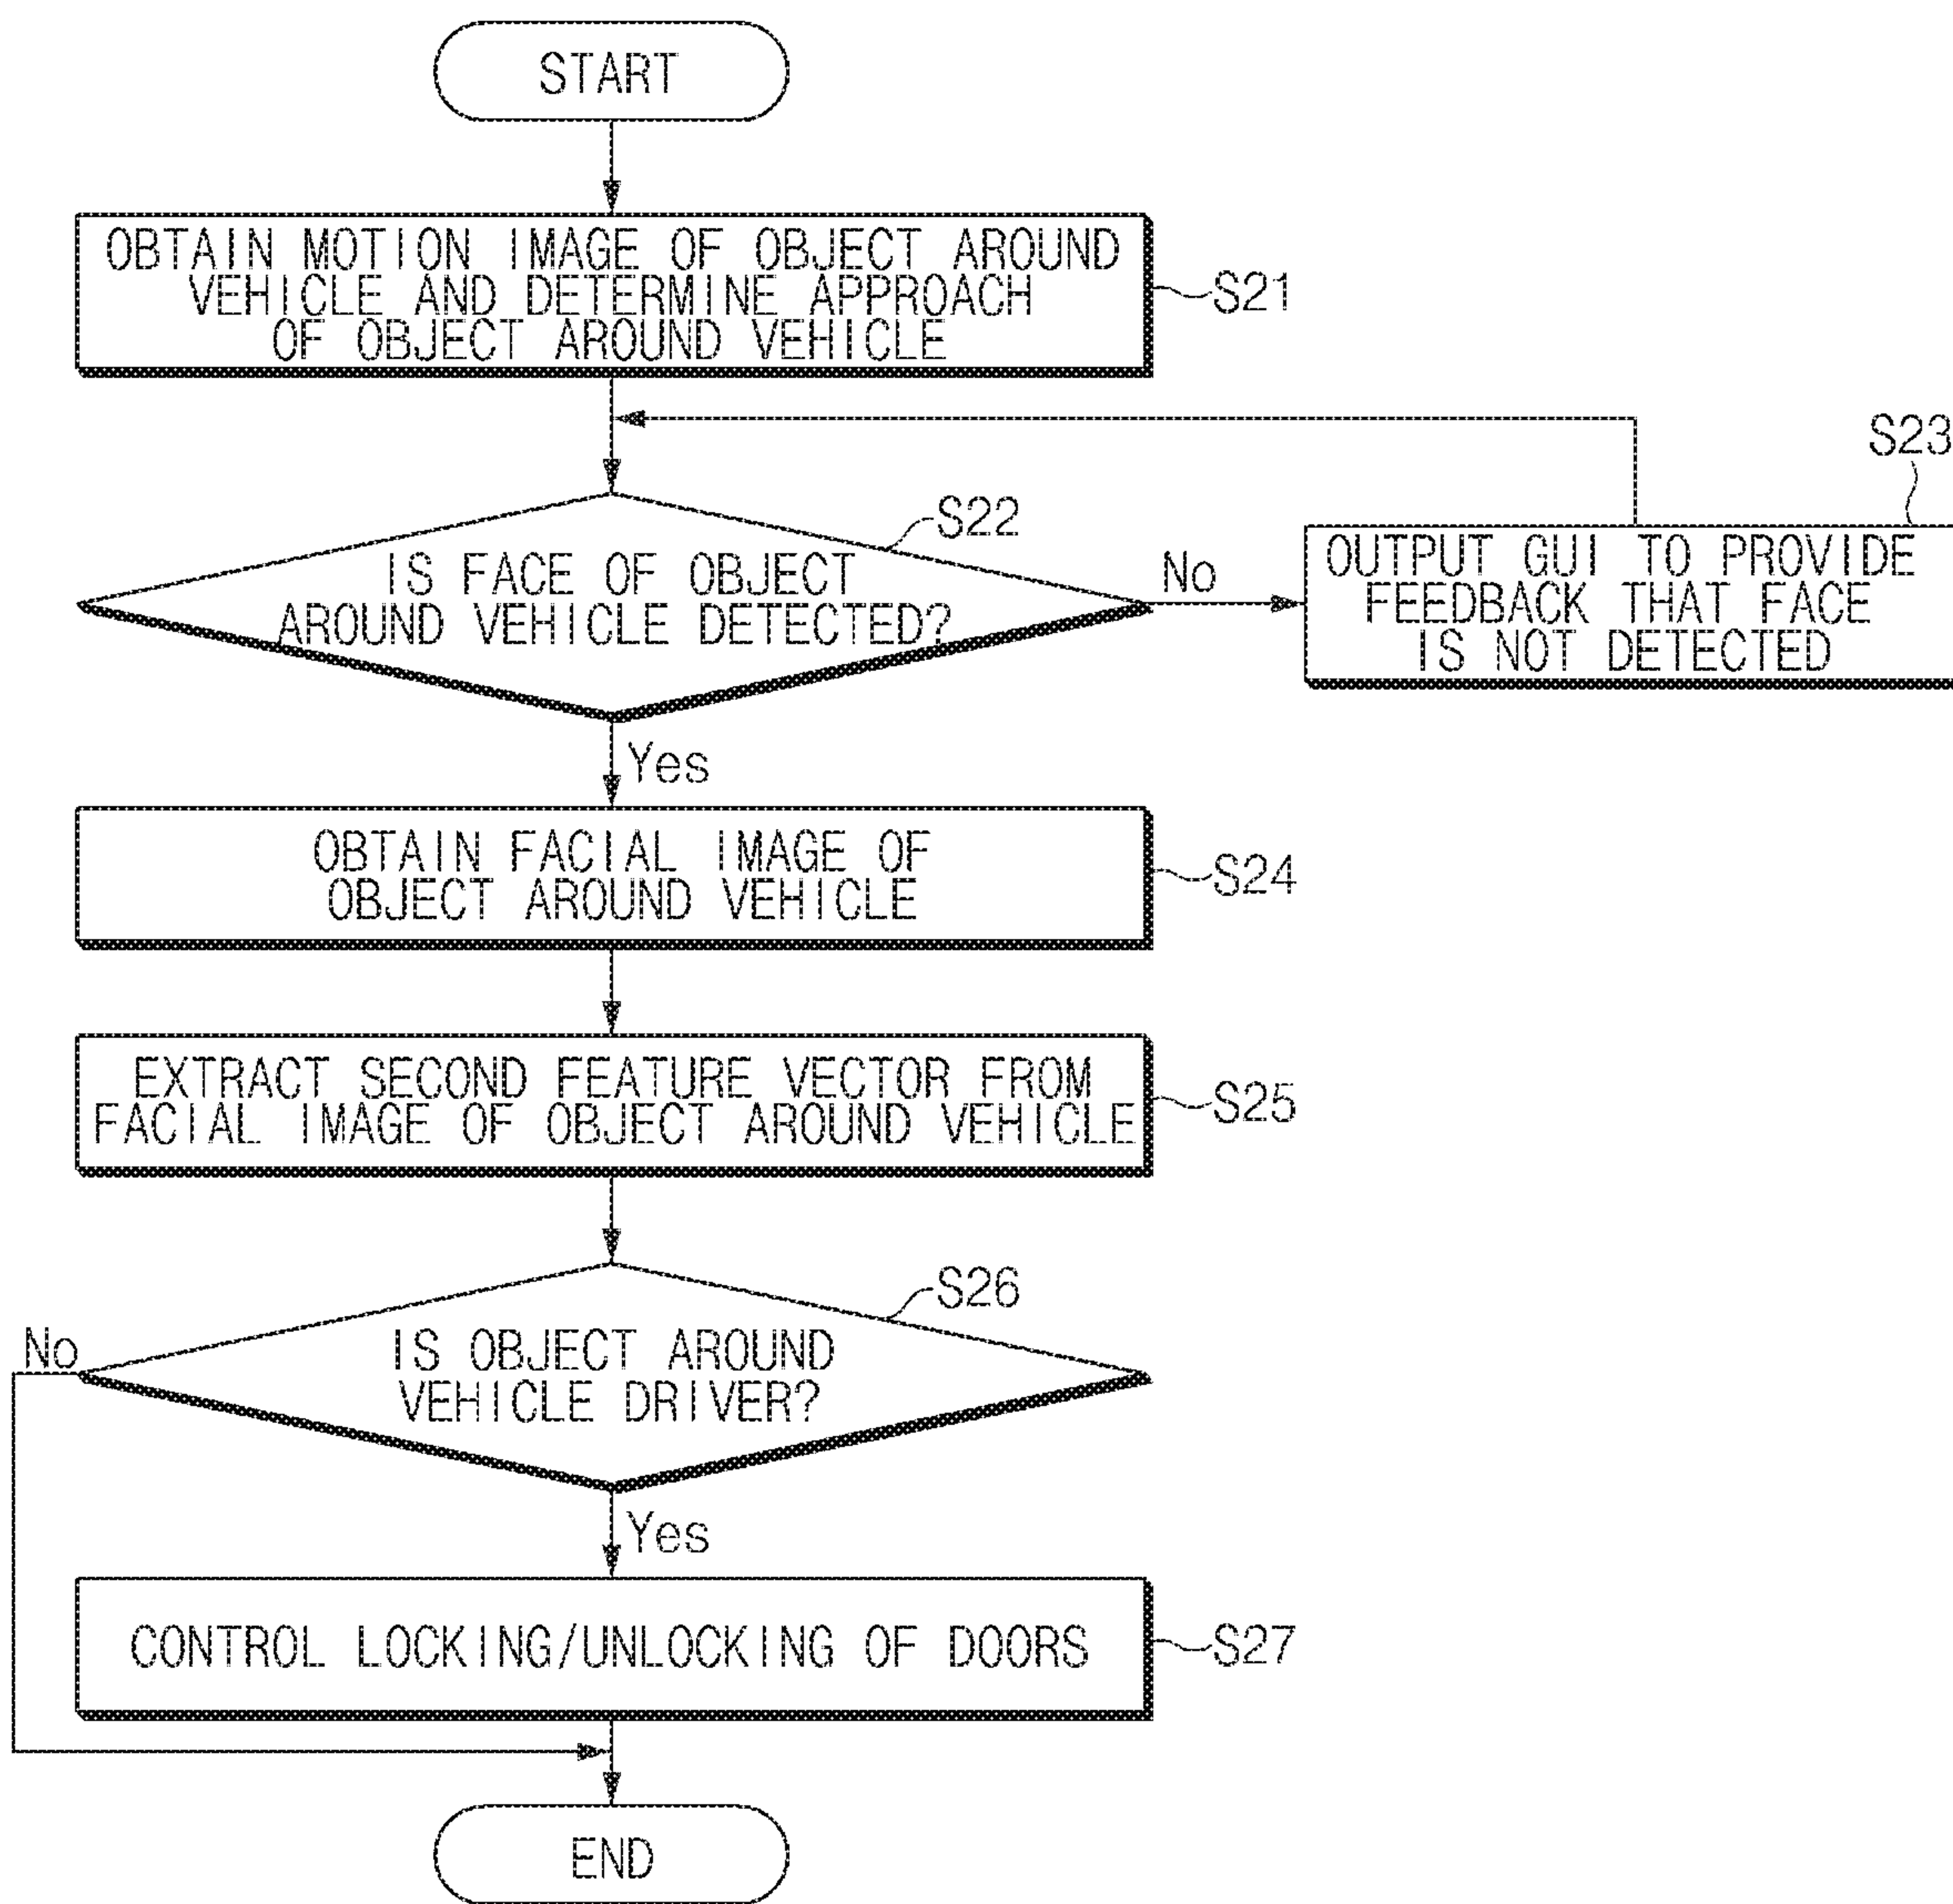 START
OBTAIN MOTION IMAGE OF OBJECT AROUND
VEHICLE AND DETERMINE APPROACH
OF OBJECT AROUND VEHICLE
S21
S23
S22
IS FACE OF OBJECT
AROUND VEHICLE DETECTED?
No
OUTPUT GUI TO PROVIDE
FEEDBACK THAT FACE
IS NOT DETECTED
Yes
OBTAIN FACIAL IMAGE OF
OBJECT AROUND VEHICLE
S24
EXTRACT SECOND FEATURE VECTOR FROM
FACIAL IMAGE OF OBJECT AROUND VEHICLE
S25
S26
No
IS OBJECT AROUND
VEHICLE DRIVER?
Yes
CONTROL LOCKING/UNLOCKING OF DOORS
S27
END